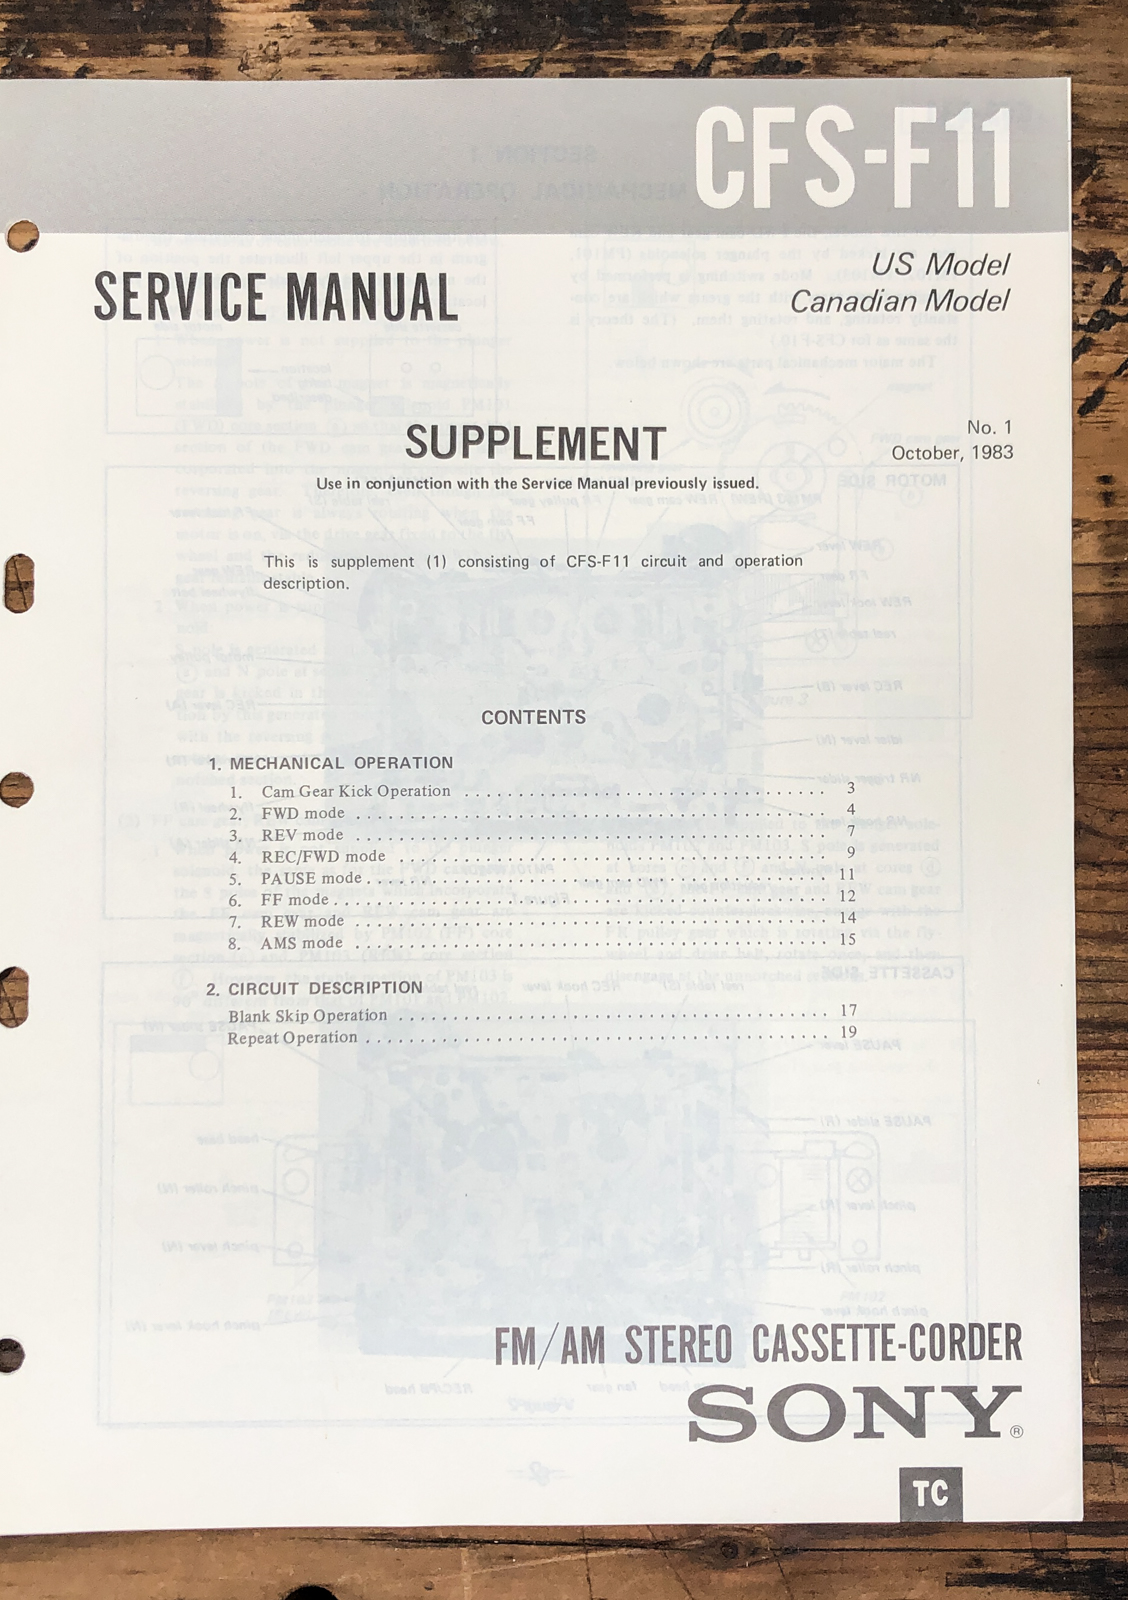 CFS-F11
US Model
Canadian Model
SERVICE MANUAL
SUPPLEMENT
No. 1
October, 1983
Use in conjunction with the Service Manual previously issued.
This is supplement (1) consisting of CFS-F11 circuit and operation
description.
CONTENTS
1. MECHANICAL OPERATION
1. Cam Gear Kick Operation 3
2. FWD mode 4
3. REV mode 7
4. REC/FWD mode 9
5. PAUSE mode 11
6. FF mode 12
7. REW mode 14
8. AMS mode 15
2. CIRCUIT DESCRIPTION
Blank Skip Operation 17
Repeat Operation 19
FM/AM STEREO CASSETTE-CORDER
SONY®
TC